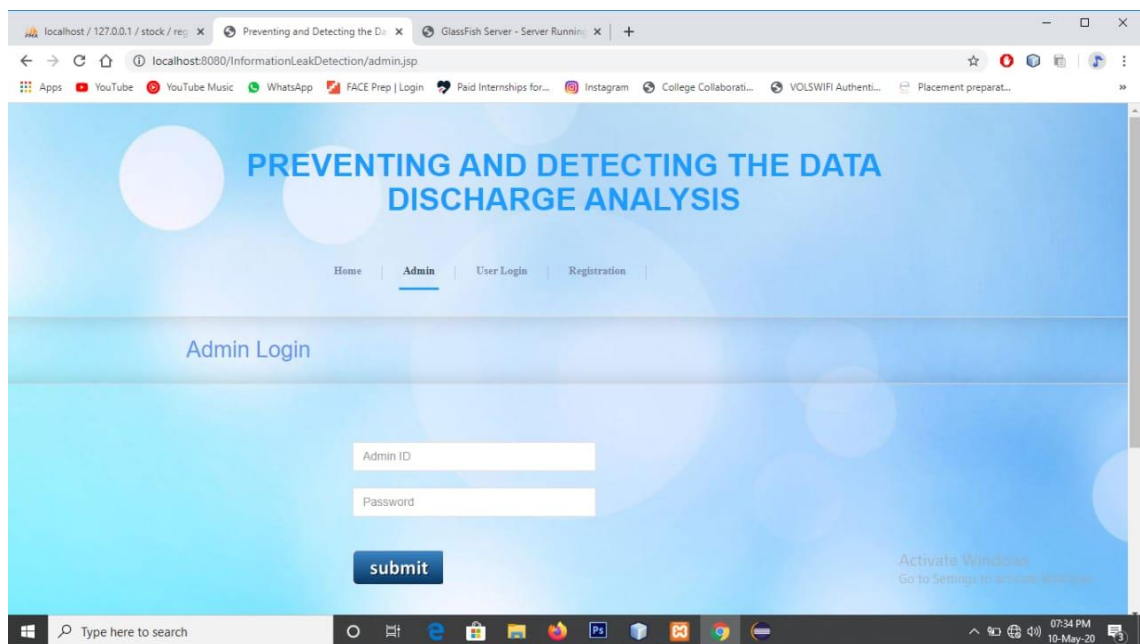 localhost / 127.0.0.1 / stock / reg
Preventing and Detecting the Da
GlassFish Server - Server Running
localhost:8080/InformationLeakDetection/admin.jsp
Apps YouTube YouTube Music WhatsApp FACE Prep | Login Paid Internships for... Instagram College Collaborati... VOLSWIFI Authenti... Placement preparat... »
PREVENTING AND DETECTING THE DATA
DISCHARGE ANALYSIS
Home Admin User Login Registration
Admin Login
Admin ID
Password
submit
Activate Windows
Go to Settings to activate Windows.
Type here to search
Ps
07:34 PM
10-May-20
3